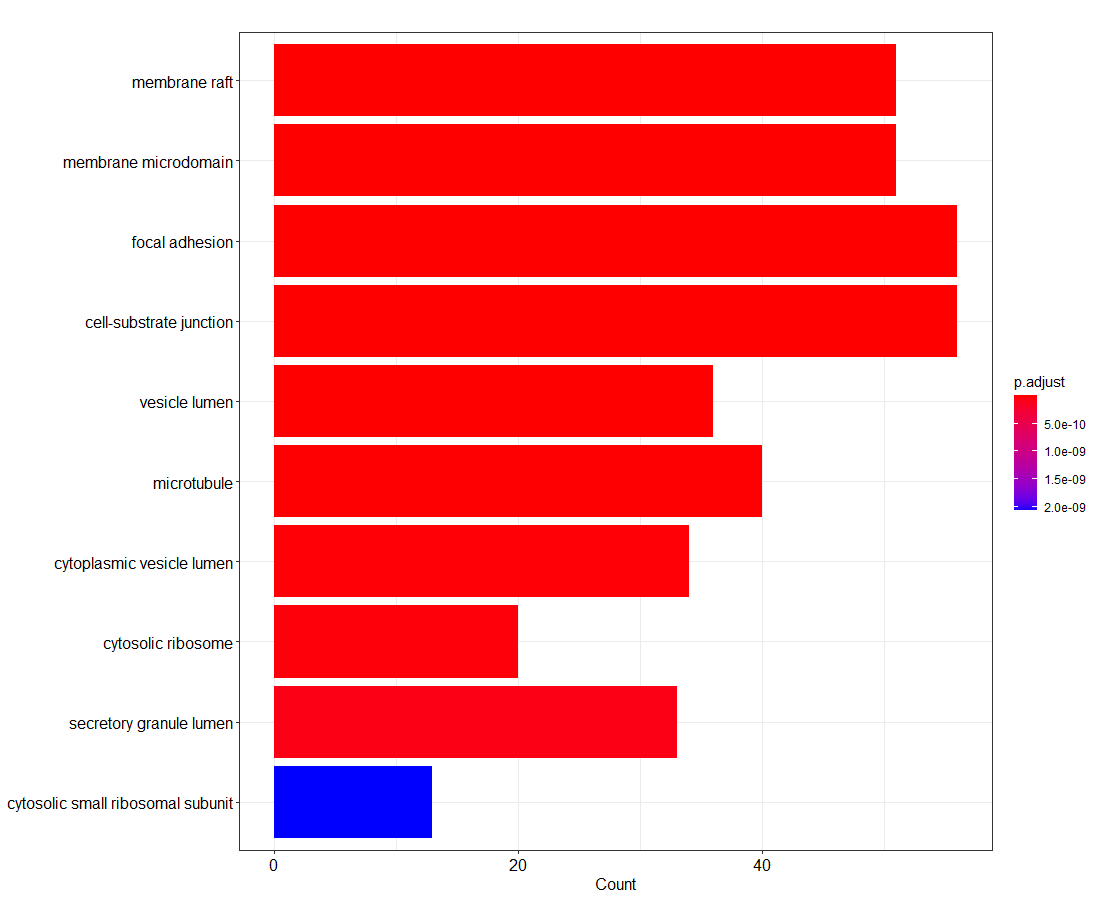 membrane raft
membrane microdomain
focal adhesion
cell-substrate junction
vesicle lumen
microtubule
cytoplasmic vesicle lumen
cytosolic ribosome
secretory granule lumen
cytosolic small ribosomal subunit
0 20 40
Count
p.adjust
5.0e-10
1.0e-09
1.5e-09
2.0e-09